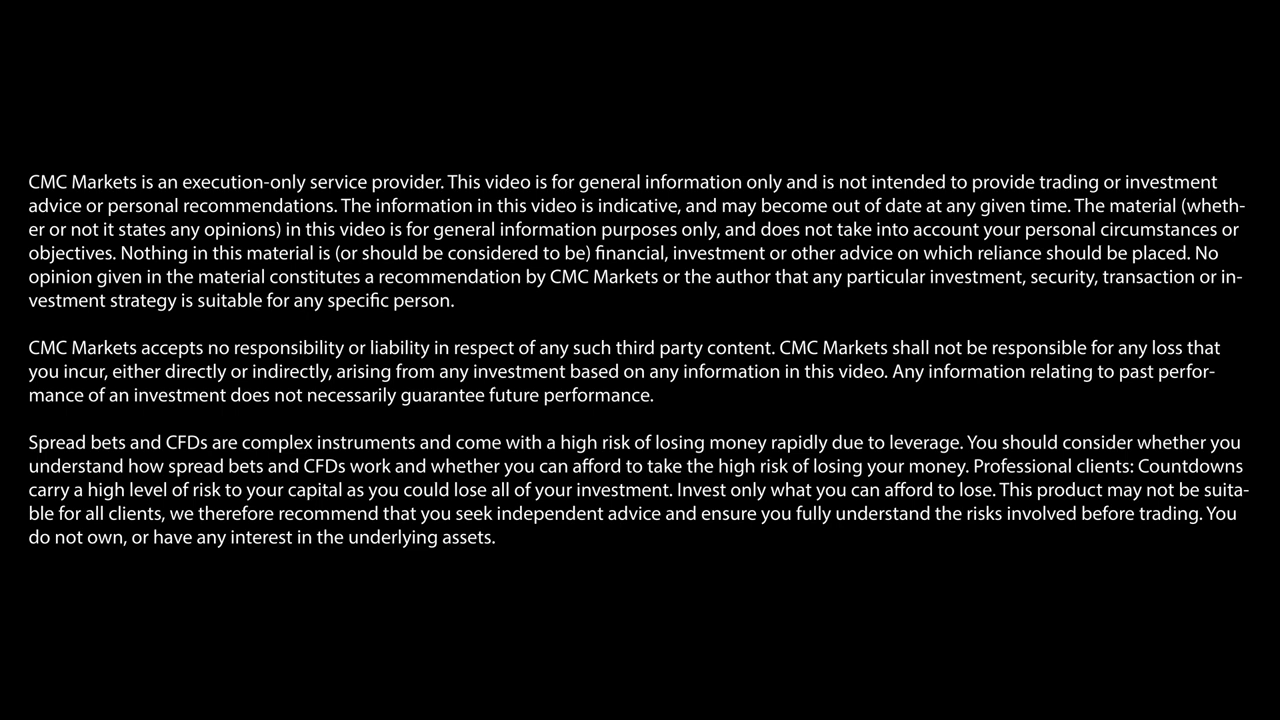 CMC Markets is an execution-only service provider. This video is for general information only and is not intended to provide trading or investment
advice or personal recommendations. The information in this video is indicative, and may become out of date at any given time. The material (wheth-
er or not it states any opinions) in this video is for general information purposes only, and does not take into account your personal circumstances or
objectives. Nothing in this material is (or should be considered to be) financial, investment or other advice on which reliance should be placed. No
opinion given in the material constitutes a recommendation by CMC Markets or the author that any particular investment, security, transaction or in-
vestment strategy is suitable for any specific person.
CMC Markets accepts no responsibility or liability in respect of any such third party content. CMC Markets shall not be responsible for any loss that
you incur, either directly or indirectly, arising from any investment based on any information in this video. Any information relating to past perfor-
mance of an investment does not necessarily guarantee future performance.
Spread bets and CFDs are complex instruments and come with a high risk of losing money rapidly due to leverage. You should consider whether you
understand how spread bets and CFDs work and whether you can afford to take the high risk of losing your money. Professional clients: Countdowns
carry a high level of risk to your capital as you could lose all of your investment. Invest only what you can afford to lose. This product may not be suita-
ble for all clients, we therefore recommend that you seek independent advice and ensure you fully understand the risks involved before trading. You
do not own, or have any interest in the underlying assets.